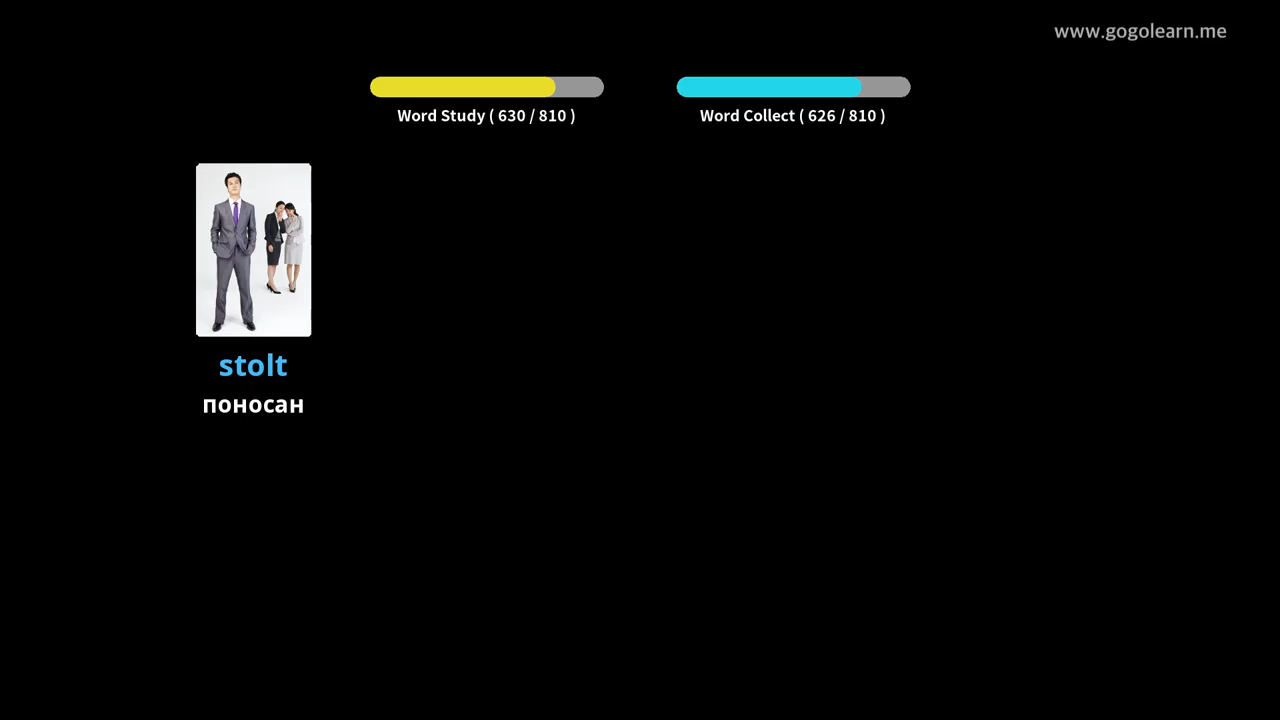 www.gogolearn.me
Word Study ( 630 / 810 )
Word Collect ( 626 / 810 )
stolt
поносан